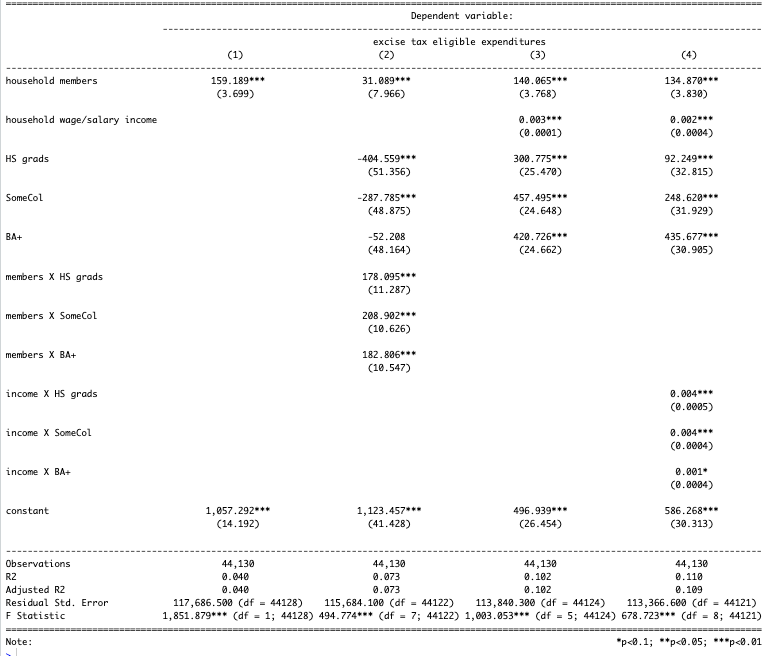 Dependent variable:
excise tax eligible expenditures
(1) (2) (3) (4)
household members 159.189*** 31.089*** 140.065*** 134.870***
(3.699) (7.966) (3.768) (3.830)
household wage/salary income 0.003*** 0.002***
(0.0001) (0.0004)
HS grads -404.559*** 300.775*** 92.249***
(51.356) (25.470) (32.815)
SomeCol -287.785*** 457.495*** 248.620***
(48.875) (24.648) (31.929)
BA+ -52.208 420.726*** 435.677***
(48.164) (24.662) (30.905)
members X HS grads 178.095***
(11.287)
members X SomeCol 208.902***
(10.626)
members X BA+ 182.806***
(10.547)
income X HS grads 0.004***
(0.0005)
income X SomeCol 0.004***
(0.0004)
income X BA+ 0.001*
(0.0004)
constant 1,057.292*** 1,123.457*** 496.939*** 586.268***
(14.192) (41.428) (26.454) (30.313)
Observations 44,130 44,130 44,130 44,130
R2 0.040 0.073 0.102 0.110
Adjusted R2 0.040 0.073 0.102 0.109
Residual Std. Error 117,686.500 (df = 44128) 115,684.100 (df = 44122) 113,840.300 (df = 44124) 113,366.600 (df = 44121)
F Statistic 1,851.879*** (df = 1; 44128) 494.774*** (df = 7; 44122) 1,003.053*** (df = 5; 44124) 678.723*** (df = 8; 44121)
Note: *p<0.1; **p<0.05; ***p<0.01
>